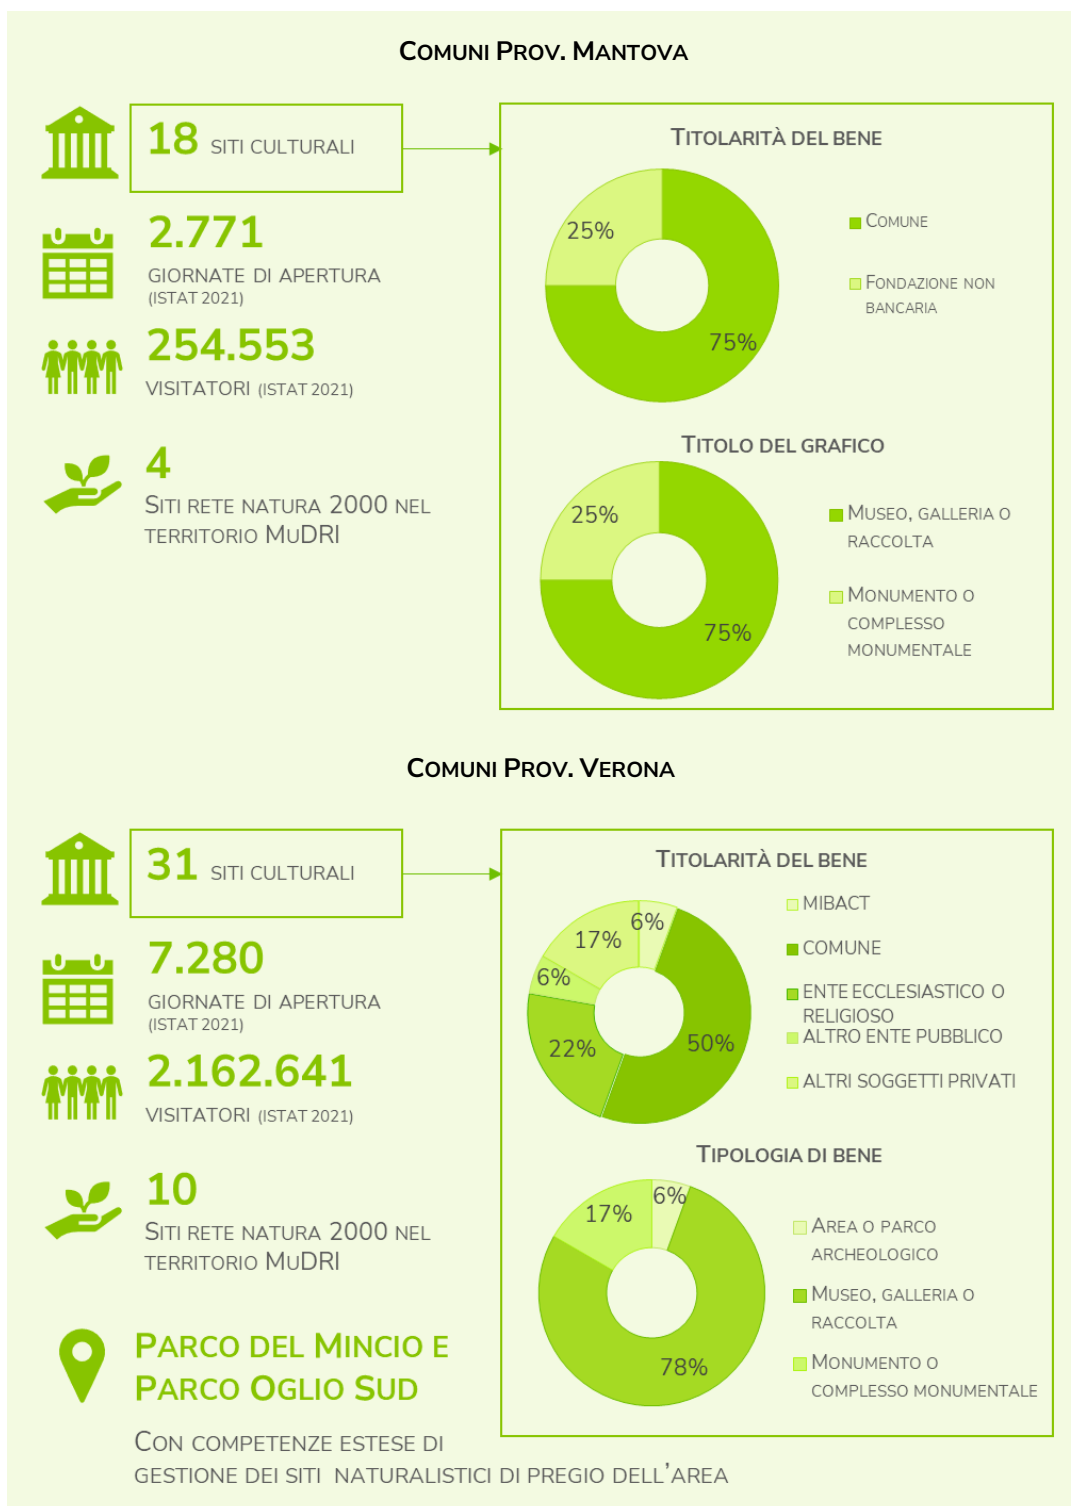 Comuni Prov. Mantova
18 siti culturali
2.771
giornate di apertura
(ISTAT 2021)
254.553
visitatori (ISTAT 2021)
4
Siti rete natura 2000 nel
territorio MuDRI
Titolarità del bene
25%
75%
Comune
Fondazione non
bancaria
Titolo del grafico
25%
75%
Museo, galleria o
raccolta
Monumento o
complesso
monumentale
Comuni Prov. Verona
31 siti culturali
7.280
giornate di apertura
(ISTAT 2021)
2.162.641
visitatori (ISTAT 2021)
10
Siti rete natura 2000 nel
territorio MuDRI
Parco del Mincio e
Parco Oglio Sud
Con competenze estese di
gestione dei siti naturalistici di pregio dell'area
Titolarità del bene
6%
17%
6%
22%
50%
MIBACT
COMUNE
ENTE ECCLESIASTICO O
RELIGIOSO
ALTRO ENTE PUBBLICO
ALTRI SOGGETTI PRIVATI
Tipologia di bene
6%
17%
78%
Area o parco
archeologico
Museo, galleria o
raccolta
Monumento o
complesso monumentale